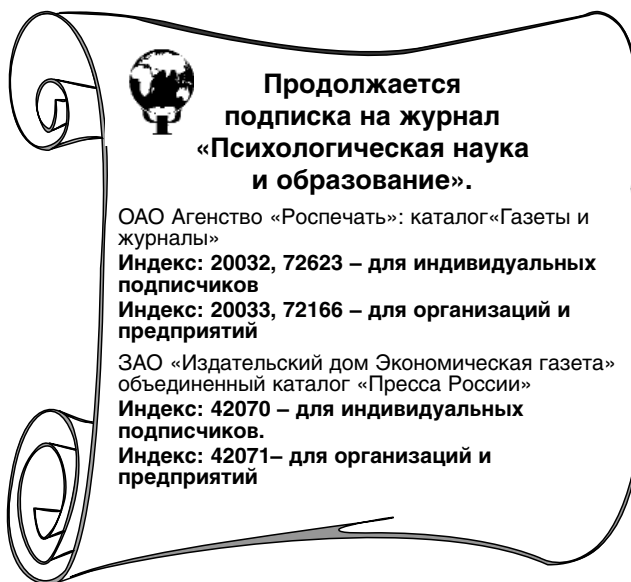 Продолжается
подписка на журнал
«Психологическая наука
и образование».
ОАО Агенство «Роспечать»: каталог«Газеты и
журналы»
Индекс: 20032, 72623 – для индивидуальных
подписчиков
Индекс: 20033, 72166 – для организаций и
предприятий
ЗАО «Издательский дом Экономическая газета»
объединенный каталог «Пресса России»
Индекс: 42070 – для индивидуальных
подписчиков.
Индекс: 42071– для организаций и
предприятий